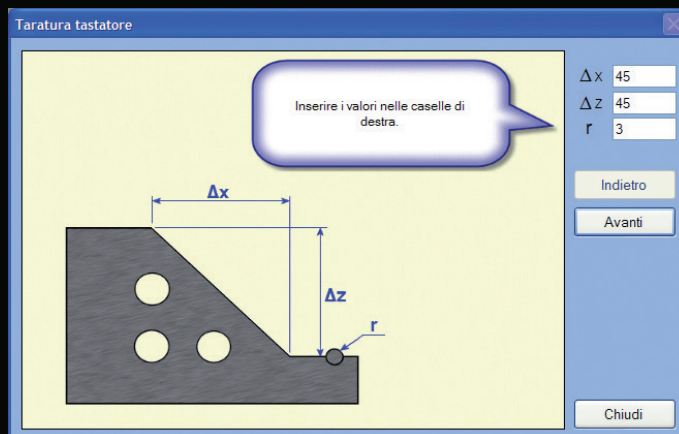 Taratura tastatore
Inserire i valori nelle caselle di
destra.
Δx 45
Δz 45
r 3
Indietro
Avanti
Δx
Δz
r
Chiudi